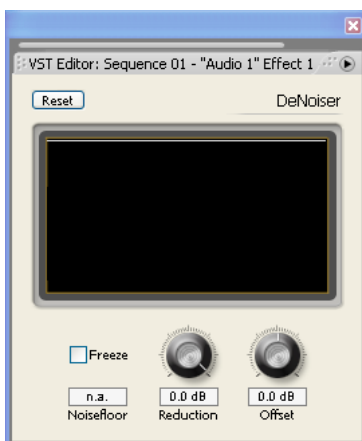 VST Editor: Sequence 01 - "Audio 1" Effect 1
Reset
DeNoiser
Freeze
n.a.
0.0 dB
0.0 dB
Noisefloor
Reduction
Offset